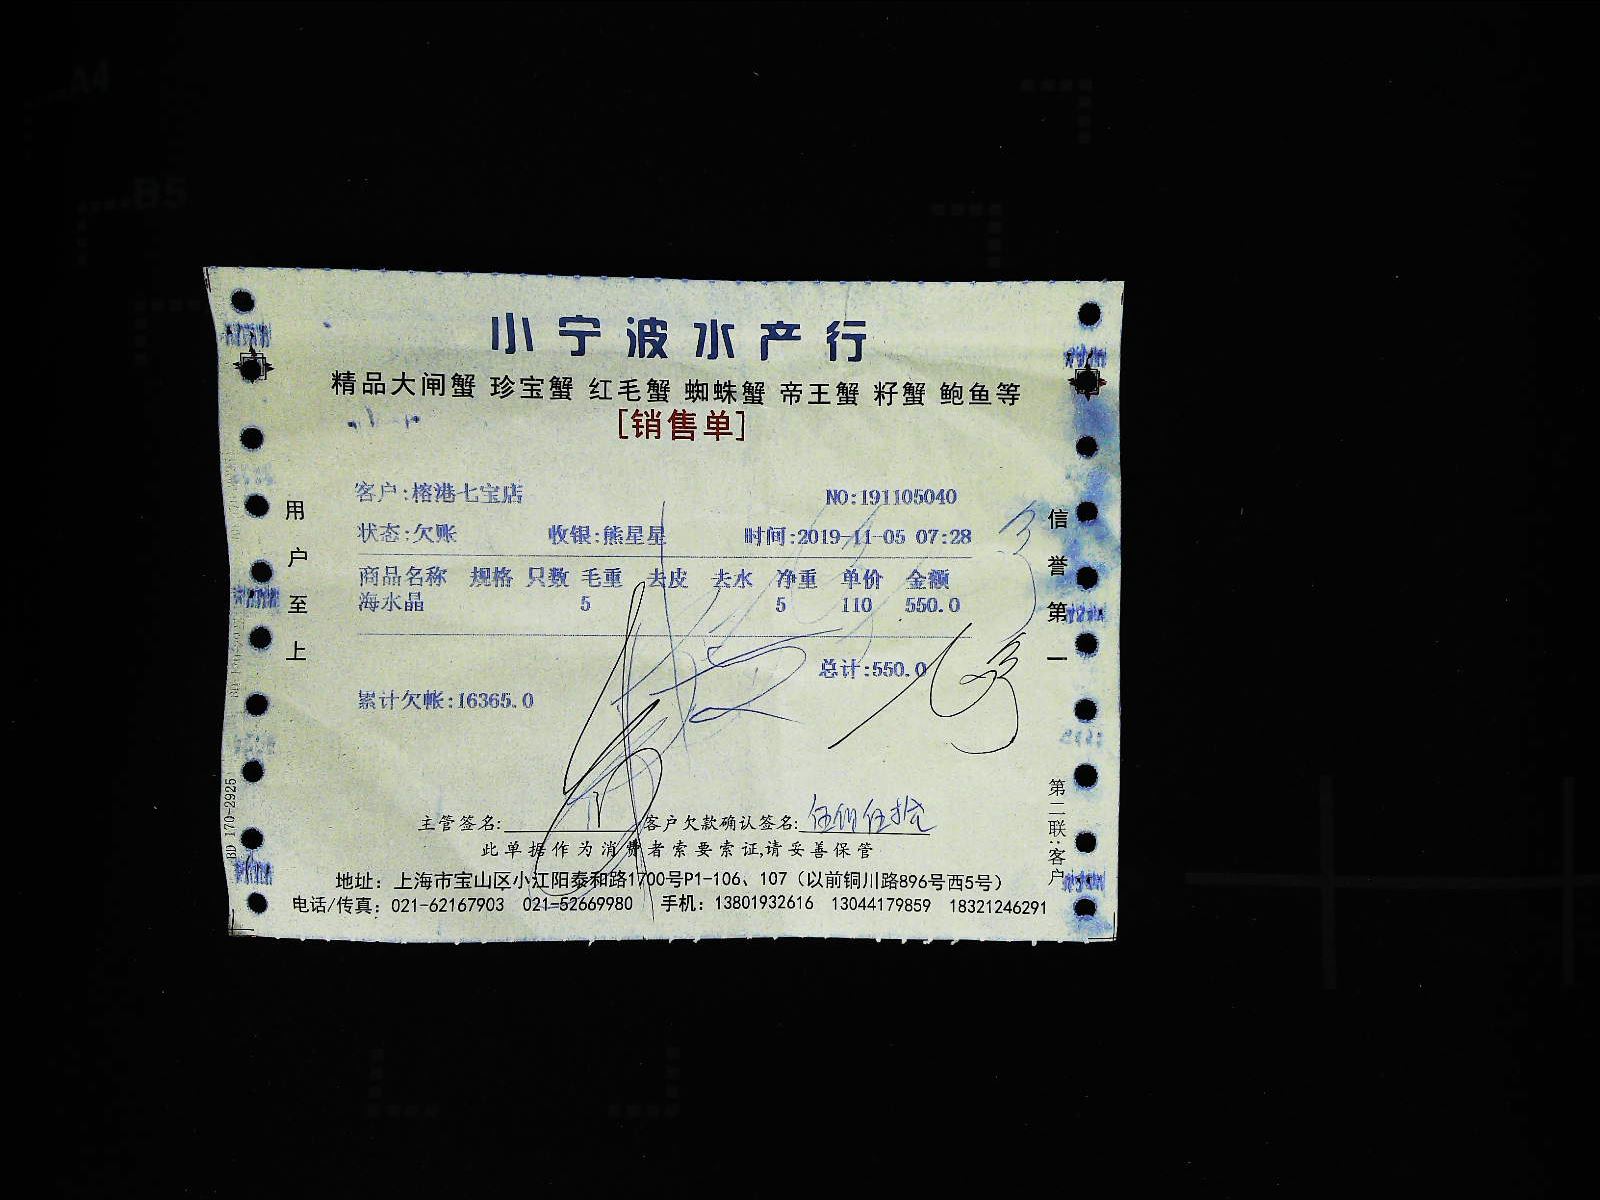 小宁波水产行
精品大闸蟹 珍宝蟹 红毛蟹 蜘蛛蟹 帝王蟹 籽蟹 鲍鱼等
[销售单]
客户:榕港七宝店 NO:191105040
状态:欠账 收银:熊星星 时间:2019-11-05 07:28
商品名称 规格 只数 毛重 去皮 去水 净重 单价 金额
海水晶 5 5 110 550.0
总计:550.0
累计欠帐:16365.0
主管签名: 客户欠款确认签名:
此单据作为消费者索要索证,请妥善保管
地址：上海市宝山区小江阳泰和路1700号P1-106、107（以前铜川路896号西5号）
电话/传真：021-62167903 021-52669980 手机：13801932616 13044179859 18321246291
用户至上
信誉第一
第二联:客户
BD 170-2925
A4
B5